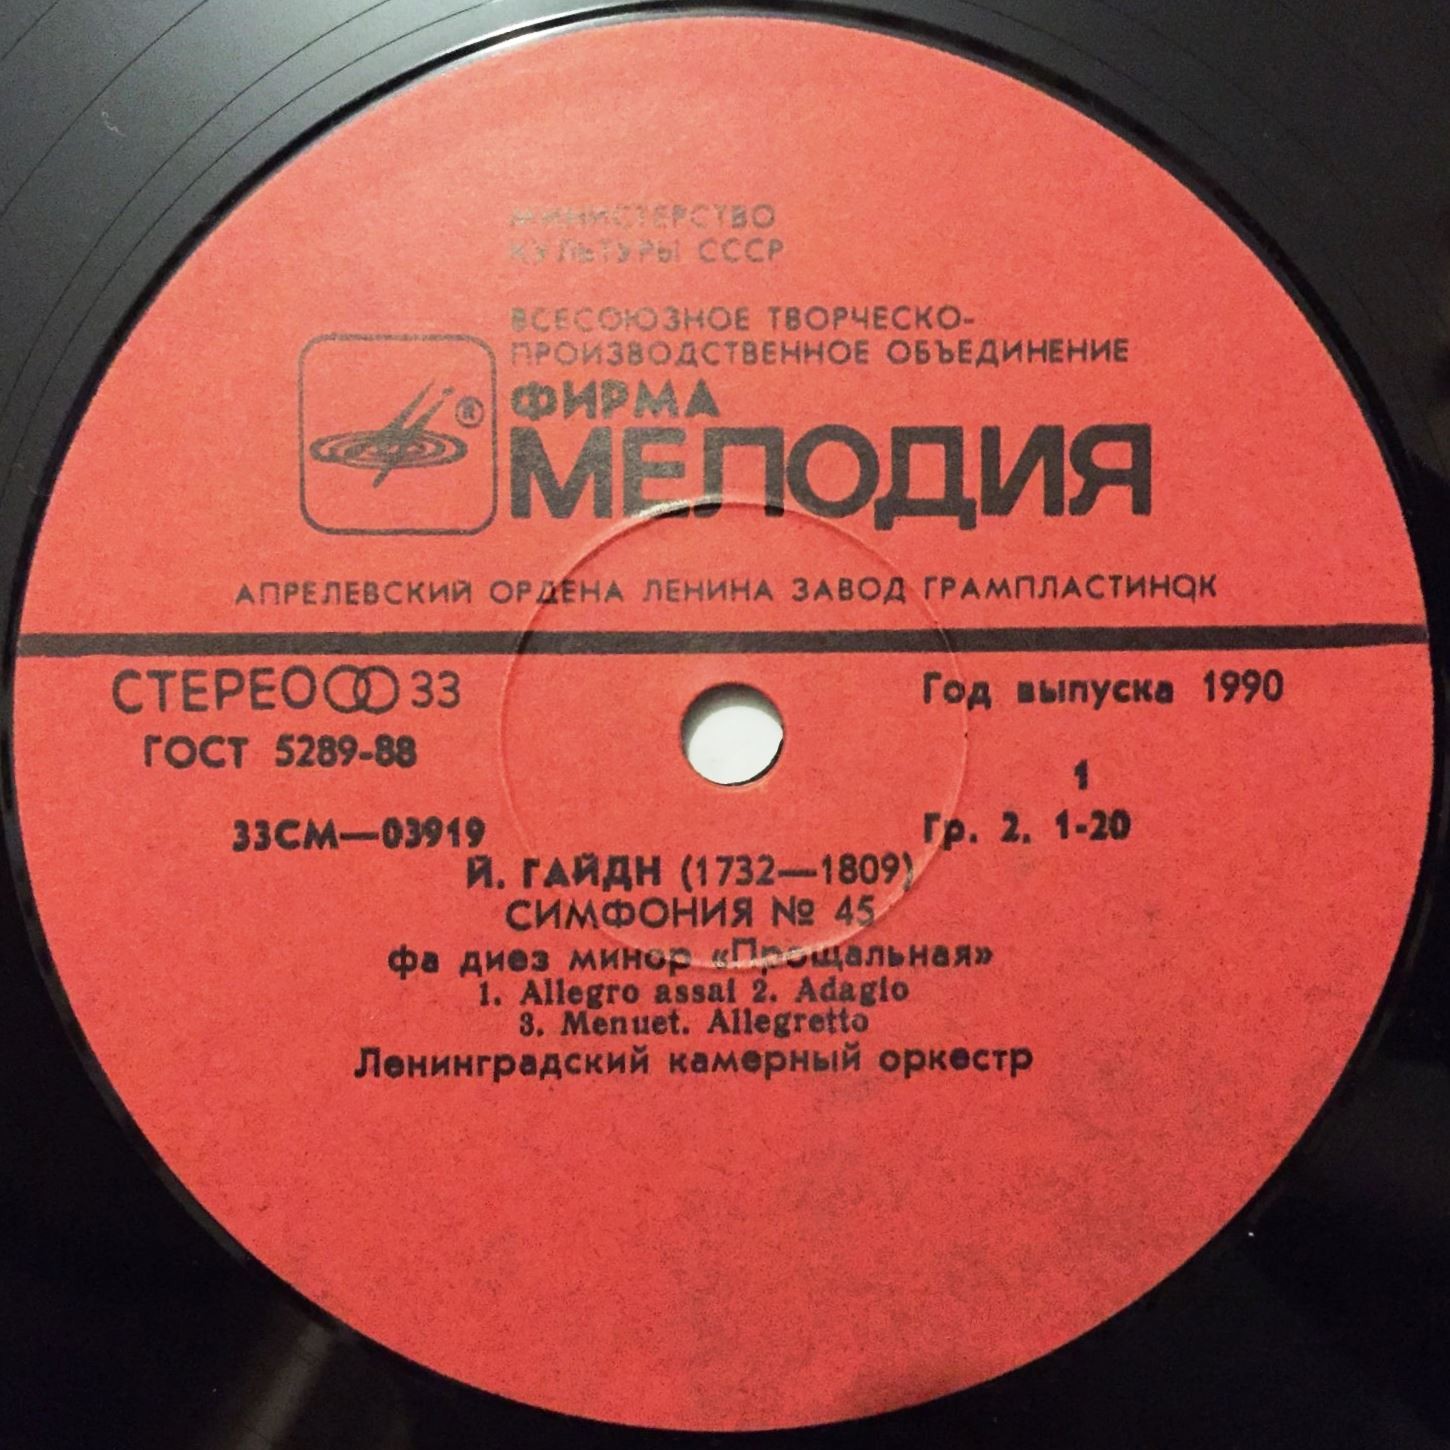 МИНИСТЕРСТВО
КУЛЬТУРЫ СССР
ВСЕСОЮЗНОЕ ТВОРЧЕСКО-
ПРОИЗВОДСТВЕННОЕ ОБЪЕДИНЕНИЕ
ФИРМА
®
МЕЛОДИЯ
АПРЕЛЕВСКИЙ ОРДЕНА ЛЕНИНА ЗАВОД ГРАМПЛАСТИНОК
СТЕРЕО 33
Год выпуска 1990
ГОСТ 5289-88
1
33СМ—03919
Гр. 2. 1-20
Й. ГАЙДН (1732—1809)
СИМФОНИЯ № 45
фа диез минор «Прощальная»
1. Allegro assai 2. Adagio
3. Menuet. Allegretto
Ленинградский камерный оркестр